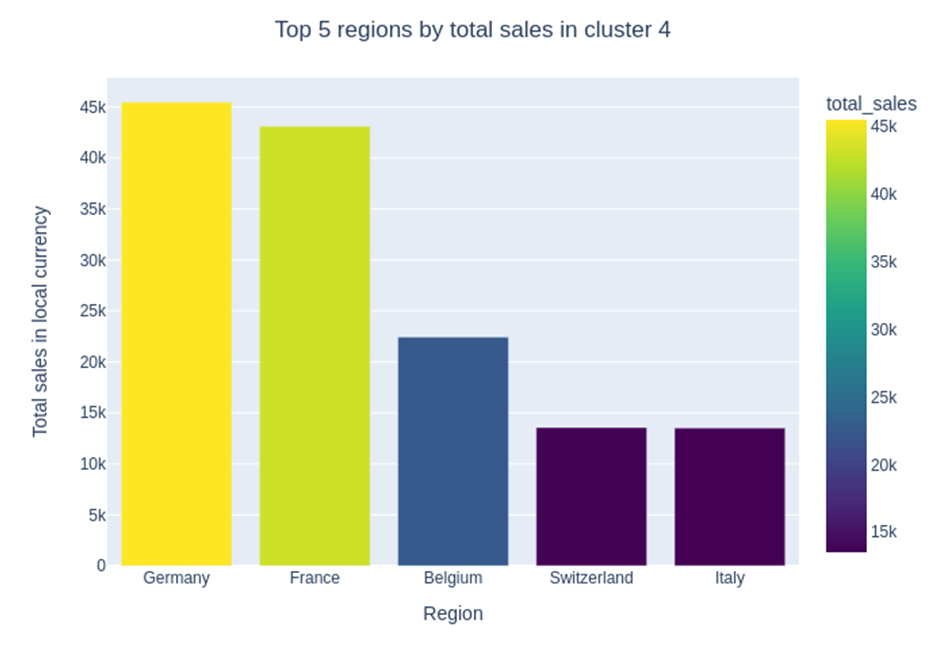 Top 5 regions by total sales in cluster 4
Total sales in local currency
45k
40k
35k
30k
25k
20k
15k
10k
5k
0
Germany France Belgium Switzerland Italy
Region
total_sales
45k
40k
35k
30k
25k
20k
15k